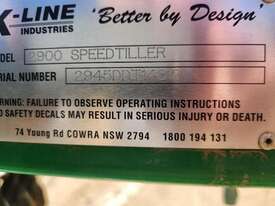 K-LINE 'Better by Design'
INDUSTRIES
MODEL 2900 SPEEDTILLER
SERIAL NUMBER
WARNING: FAILURE TO OBSERVE OPERATING INSTRUCTIONS
AND SAFETY DECALS MAY RESULT IN SERIOUS INJURY OR DEATH.
74 Young Rd COWRA NSW 2794 1800 194 131